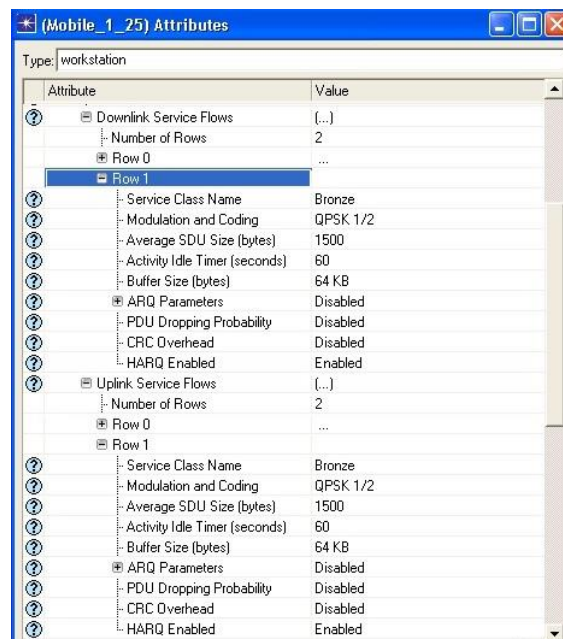 (Mobile_1_25) Attributes
Type: workstation
Attribute Value
Downlink Service Flows (...)
Number of Rows 2
Row 0 ...
Row 1
Service Class Name Bronze
Modulation and Coding QPSK 1/2
Average SDU Size (bytes) 1500
Activity Idle Timer (seconds) 60
Buffer Size (bytes) 64 KB
ARQ Parameters Disabled
PDU Dropping Probability Disabled
CRC Overhead Disabled
HARQ Enabled Enabled
Uplink Service Flows (...)
Number of Rows 2
Row 0 ...
Row 1
Service Class Name Bronze
Modulation and Coding QPSK 1/2
Average SDU Size (bytes) 1500
Activity Idle Timer (seconds) 60
Buffer Size (bytes) 64 KB
ARQ Parameters Disabled
PDU Dropping Probability Disabled
CRC Overhead Disabled
HARQ Enabled Enabled